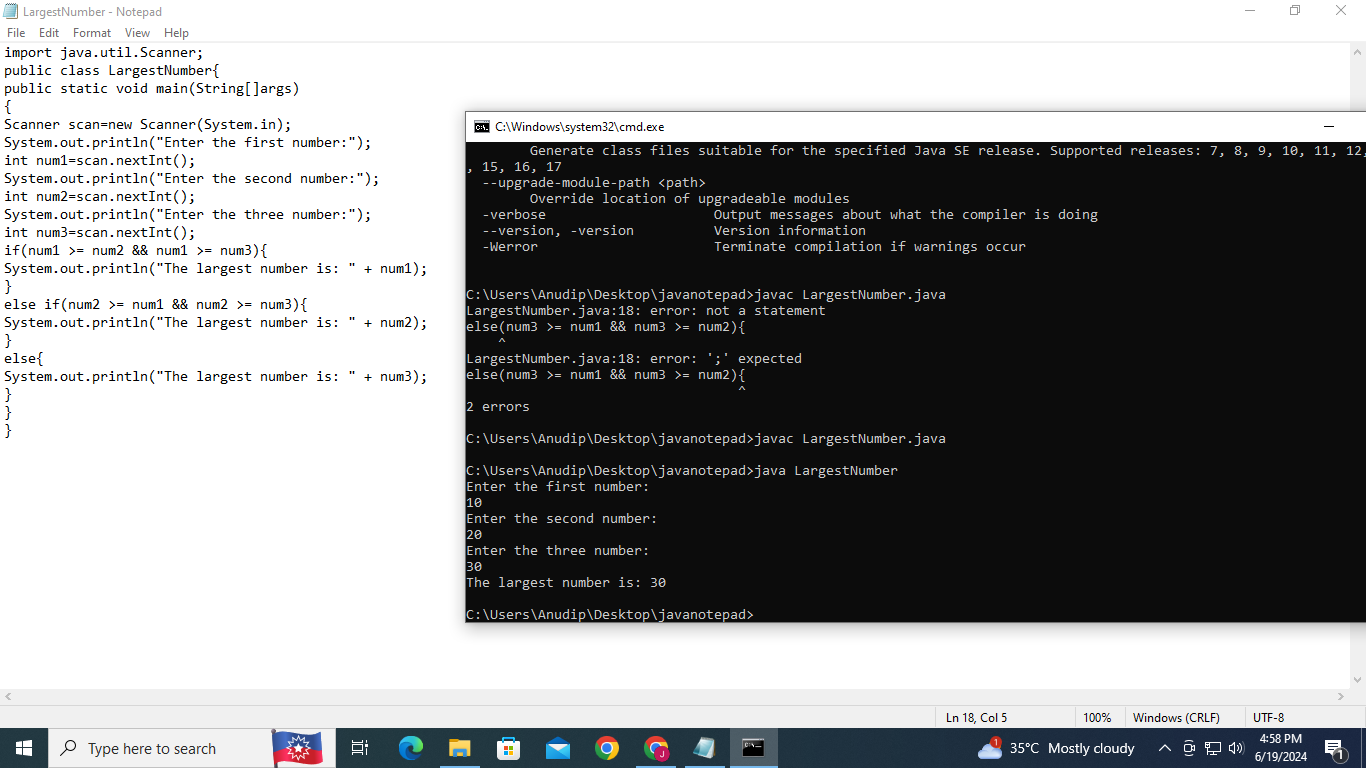 LargestNumber - Notepad
File Edit Format View Help
import java.util.Scanner;
public class LargestNumber{
public static void main(String[]args)
{
Scanner scan=new Scanner(System.in);
System.out.println("Enter the first number:");
int num1=scan.nextInt();
System.out.println("Enter the second number:");
int num2=scan.nextInt();
System.out.println("Enter the three number:");
int num3=scan.nextInt();
if(num1 >= num2 && num1 >= num3){
System.out.println("The largest number is: " + num1);
}
else if(num2 >= num1 && num2 >= num3){
System.out.println("The largest number is: " + num2);
}
else{
System.out.println("The largest number is: " + num3);
}
}
}
C:\Windows\system32\cmd.exe
Generate class files suitable for the specified Java SE release. Supported releases: 7, 8, 9, 10, 11, 12,
, 15, 16, 17
--upgrade-module-path <path>
Override location of upgradeable modules
-verbose Output messages about what the compiler is doing
--version, -version Version information
-Werror Terminate compilation if warnings occur
C:\Users\Anudip\Desktop\javanotepad>javac LargestNumber.java
LargestNumber.java:18: error: not a statement
else(num3 >= num1 && num3 >= num2){
^
LargestNumber.java:18: error: ';' expected
else(num3 >= num1 && num3 >= num2){
^
2 errors
C:\Users\Anudip\Desktop\javanotepad>javac LargestNumber.java
C:\Users\Anudip\Desktop\javanotepad>java LargestNumber
Enter the first number:
10
Enter the second number:
20
Enter the three number:
30
The largest number is: 30
C:\Users\Anudip\Desktop\javanotepad>
Ln 18, Col 5 100% Windows (CRLF) UTF-8
Type here to search
J
1
35°C Mostly cloudy
4:58 PM
6/19/2024
1